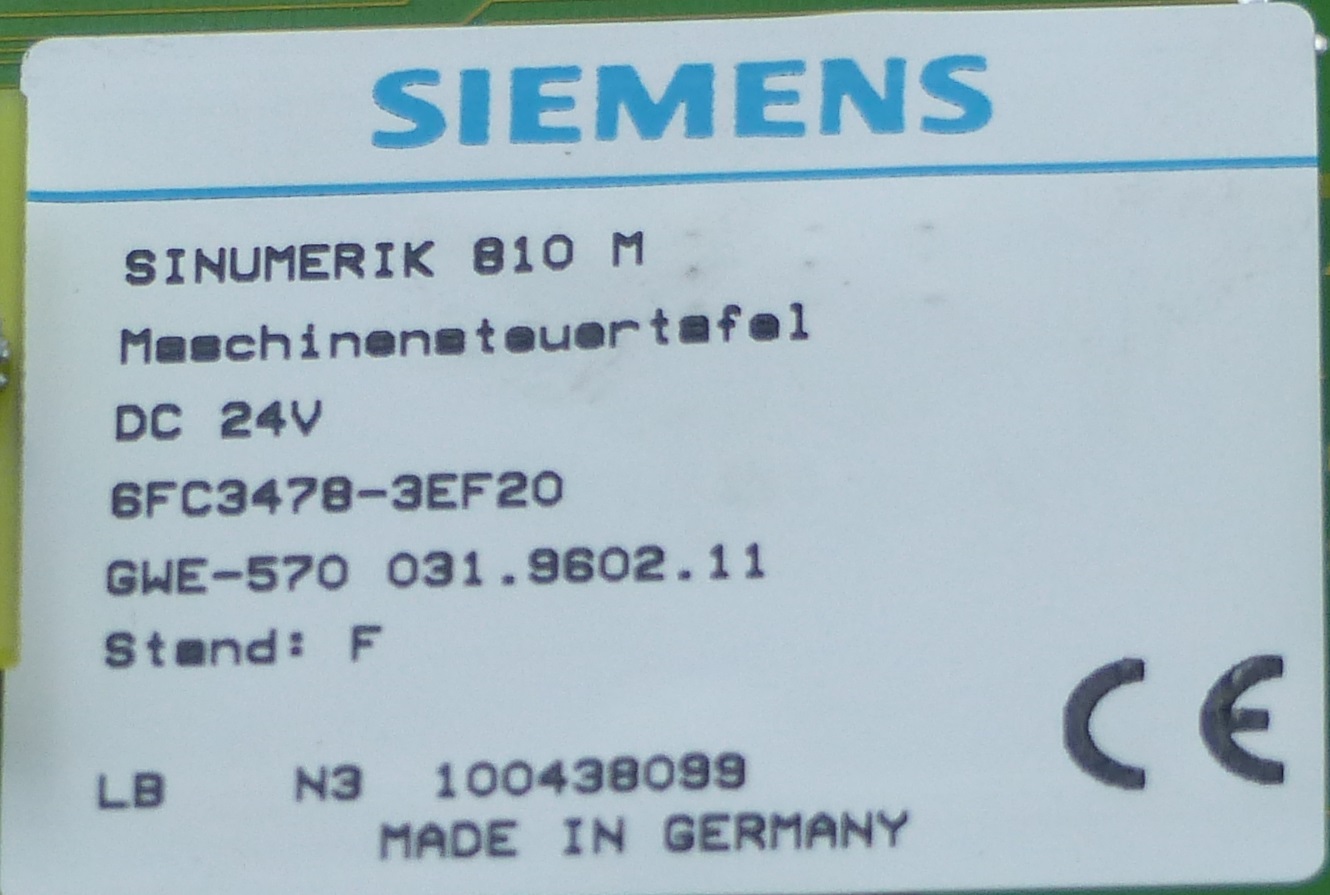 SIEMENS
SINUMERIK 810 M
Maschinensteuertafel
DC 24V
6FC3478-3EF20
GWE-570 031.9602.11
Stand: F
CE
LB N3 100438099
MADE IN GERMANY